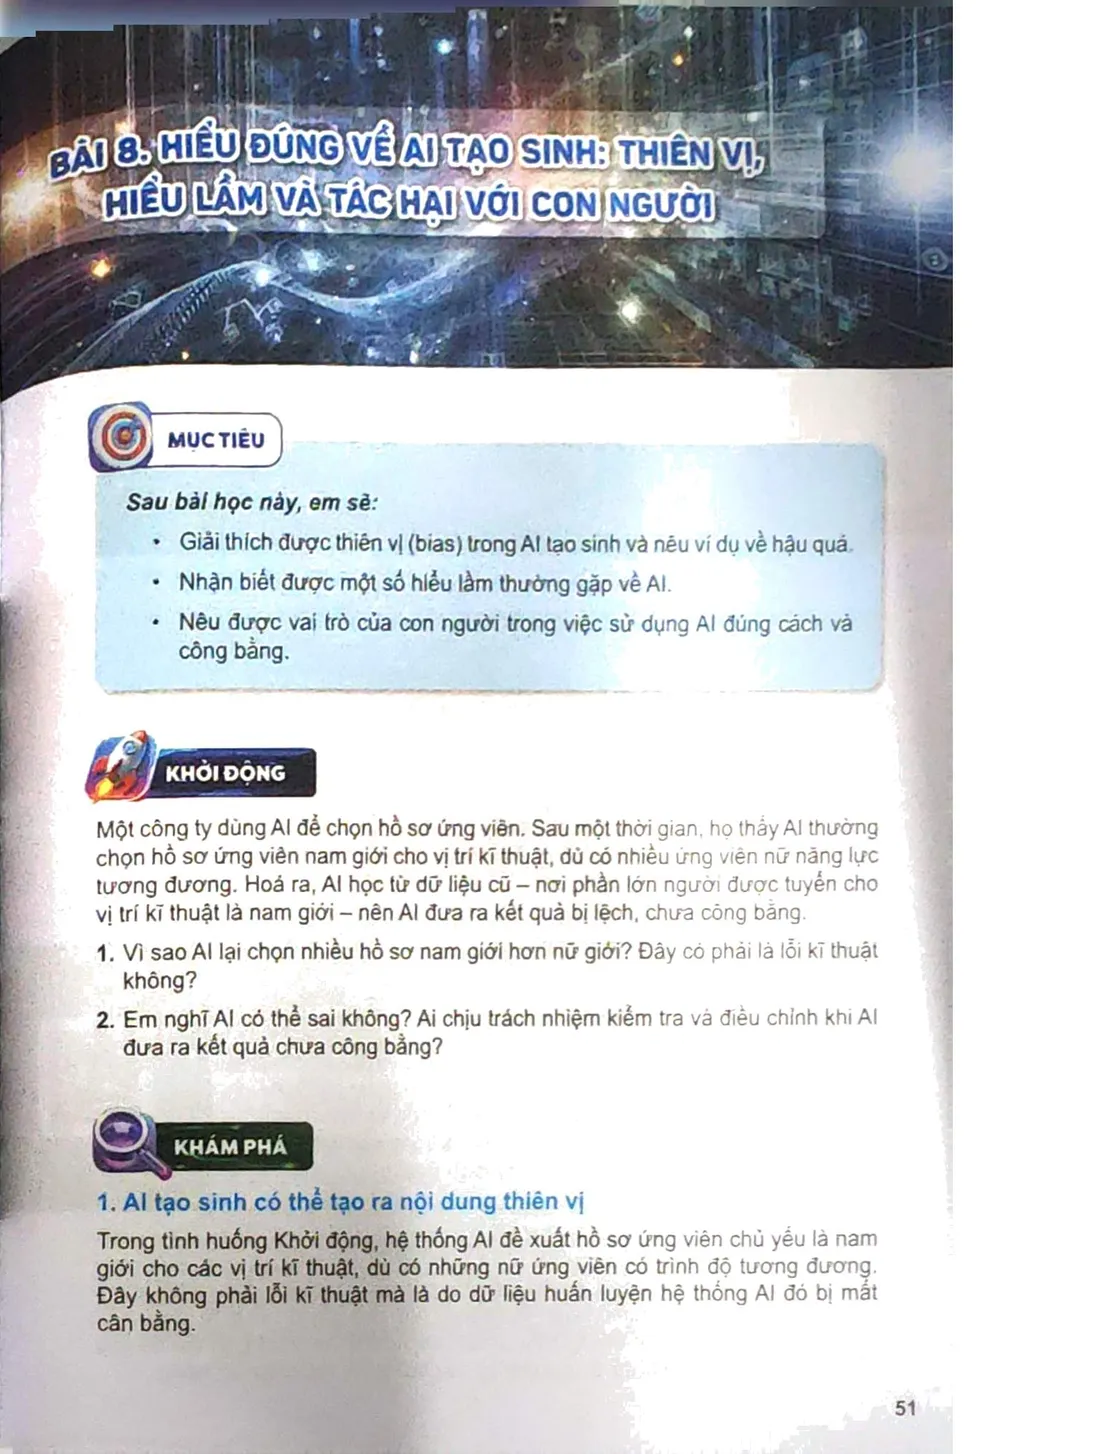 BÀI 8. HIỂU ĐÚNG VỀ AI TẠO SINH: THIÊN VỊ,
HIỂU LẦM VÀ TÁC HẠI VỚI CON NGƯỜI
MỤC TIÊU
Sau bài học này, em sẽ:
• Giải thích được thiên vị (bias) trong AI tạo sinh và nêu ví dụ về hậu quả.
• Nhận biết được một số hiểu lầm thường gặp về AI.
• Nêu được vai trò của con người trong việc sử dụng AI đúng cách và
công bằng.
KHỞI ĐỘNG
Một công ty dùng AI để chọn hồ sơ ứng viên. Sau một thời gian, họ thấy AI thường
chọn hồ sơ ứng viên nam giới cho vị trí kĩ thuật, dù có nhiều ứng viên nữ năng lực
tương đương. Hoá ra, AI học từ dữ liệu cũ – nơi phần lớn người được tuyển cho
vị trí kĩ thuật là nam giới – nên AI đưa ra kết quả bị lệch, chưa công bằng.
1. Vì sao AI lại chọn nhiều hồ sơ nam giới hơn nữ giới? Đây có phải là lỗi kĩ thuật
không?
2. Em nghĩ AI có thể sai không? Ai chịu trách nhiệm kiểm tra và điều chỉnh khi AI
đưa ra kết quả chưa công bằng?
KHÁM PHÁ
1. AI tạo sinh có thể tạo ra nội dung thiên vị
Trong tình huống Khởi động, hệ thống AI đề xuất hồ sơ ứng viên chủ yếu là nam
giới cho các vị trí kĩ thuật, dù có những nữ ứng viên có trình độ tương đương.
Đây không phải lỗi kĩ thuật mà là do dữ liệu huấn luyện hệ thống AI đó bị mất
cân bằng.
51